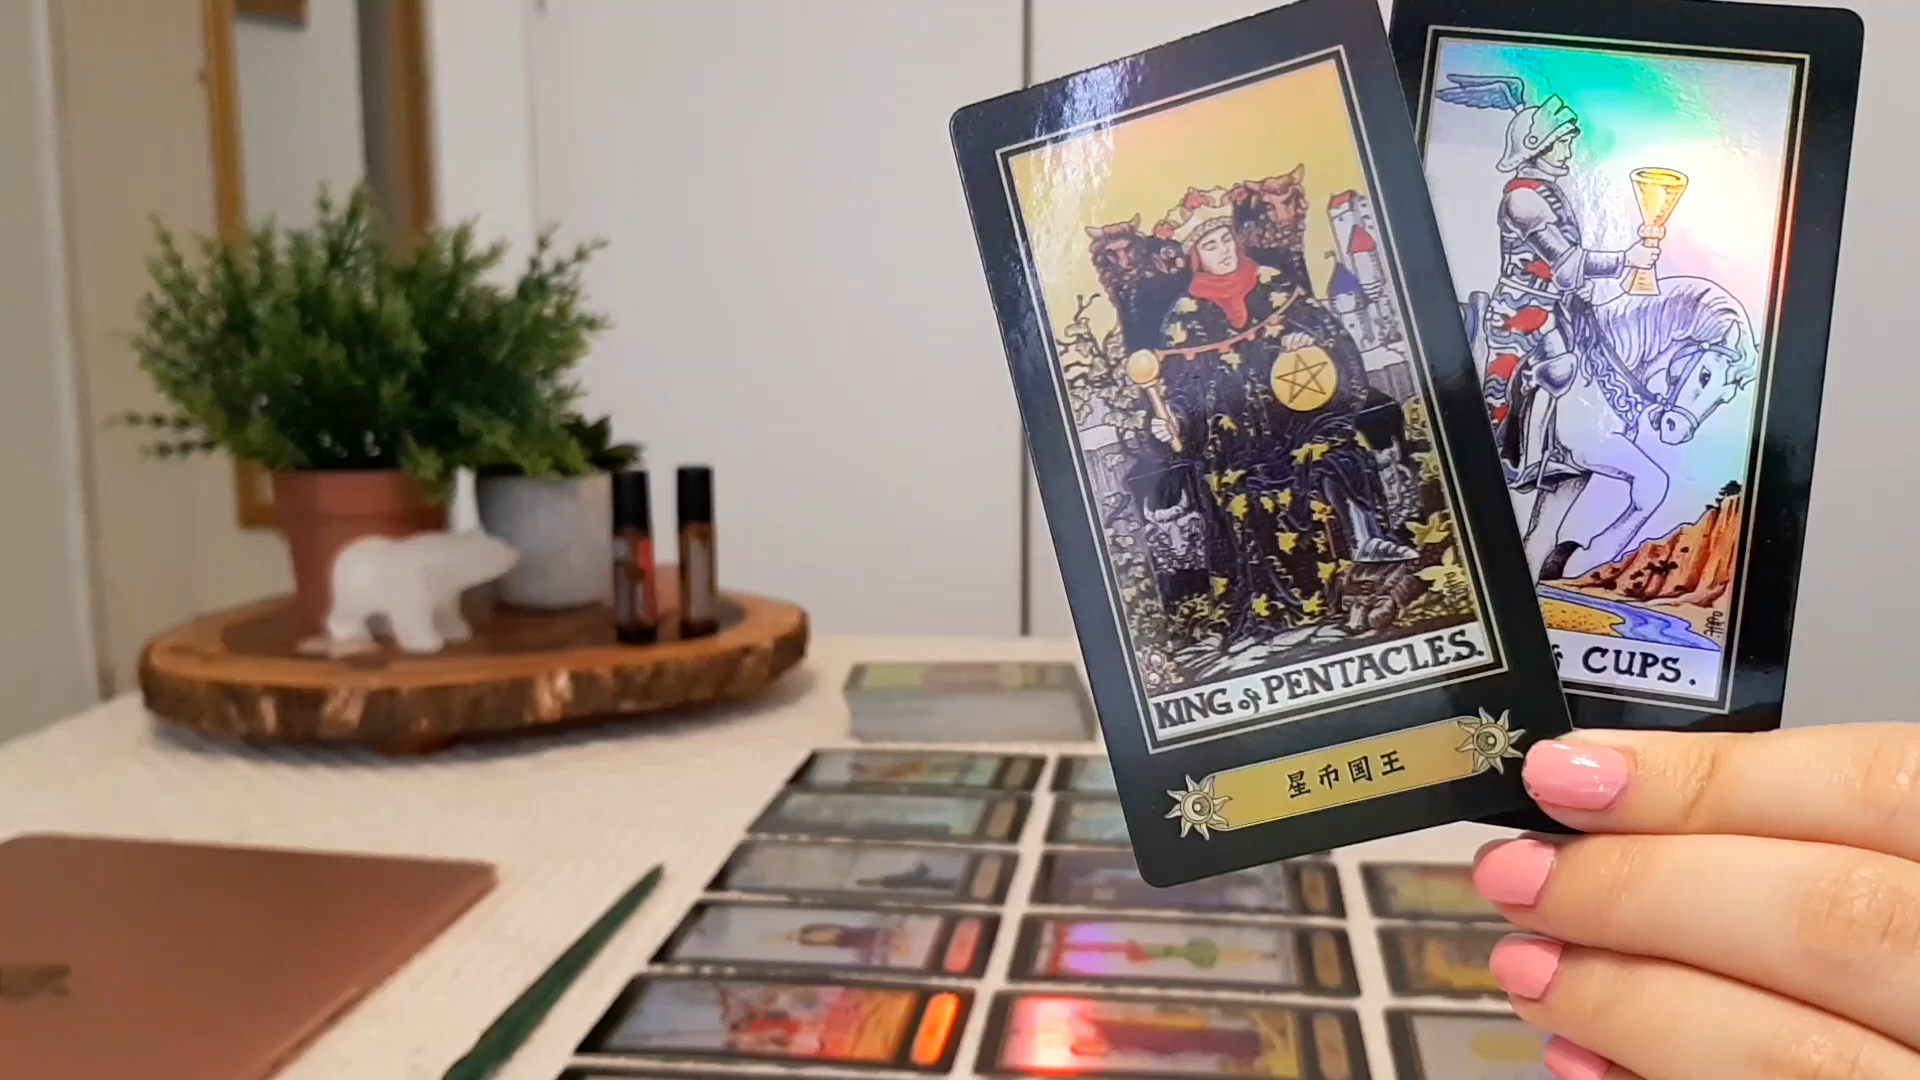 KING of PENTACLES.
星币国王
CUPS.